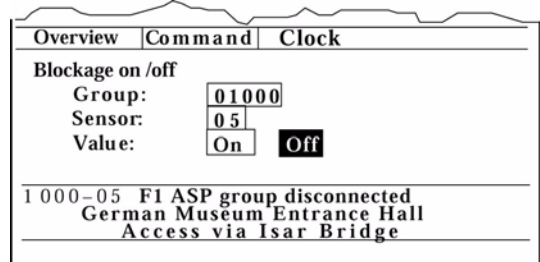 Overview Command Clock
Blockage on /off
Group: 01000
Sensor: 05
Value: On Off
1000-05 F1 ASP group disconnected
German Museum Entrance Hall
Access via Isar Bridge